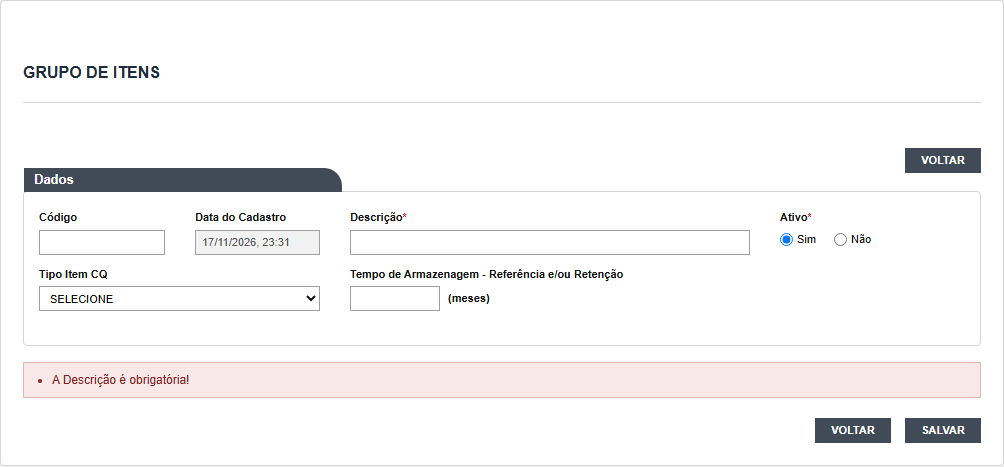 GRUPO DE ITENS
VOLTAR
Dados
Código Data do Cadastro Descrição* Ativo*
17/11/2026, 23:31 Sim Não
Tipo Item CQ Tempo de Armazenagem - Referência e/ou Retenção
SELECIONE (meses)
A Descrição é obrigatória!
VOLTAR SALVAR